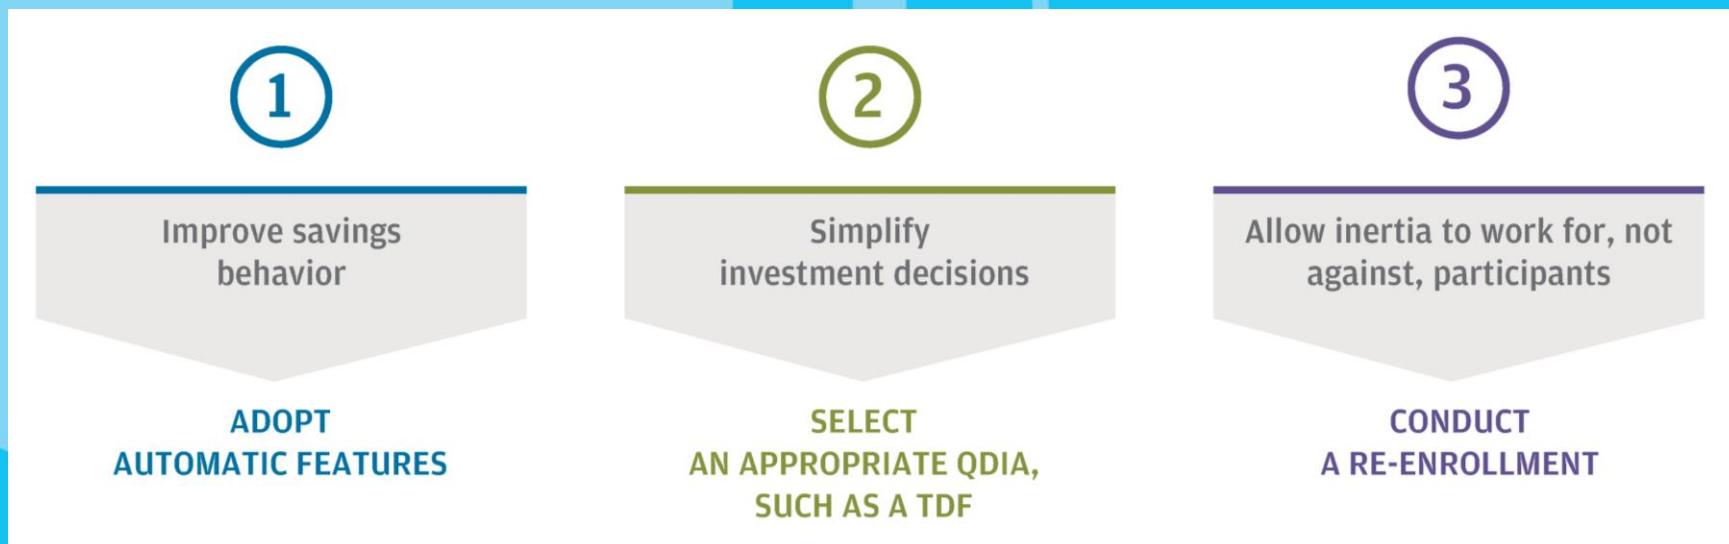 1
Improve savings
behavior
ADOPT
AUTOMATIC FEATURES
2
Simplify
investment decisions
SELECT
AN APPROPRIATE QDIA,
SUCH AS A TDF
3
Allow inertia to work for, not
against, participants
CONDUCT
A RE-ENROLLMENT